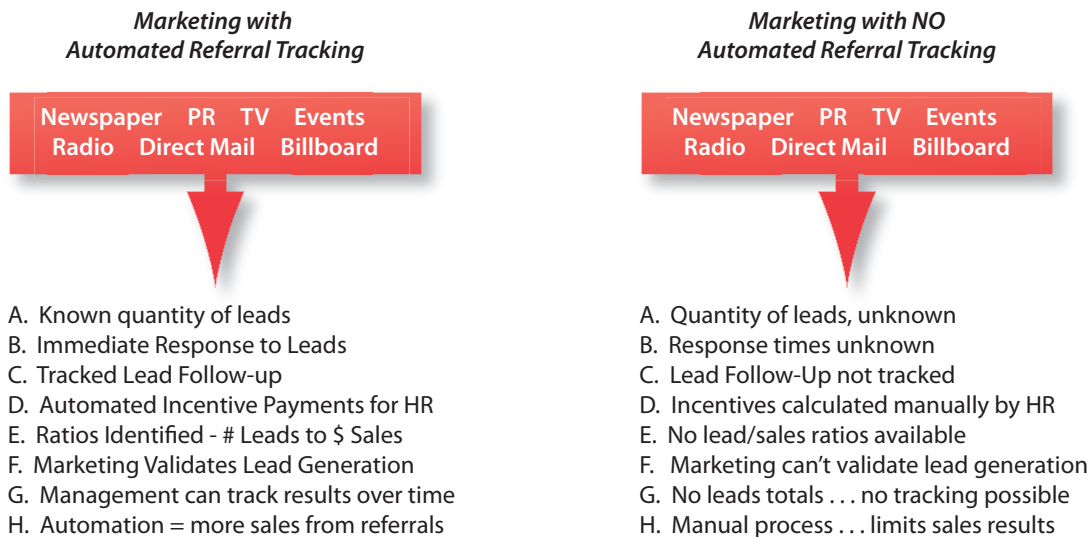 Marketing with
Automated Referral Tracking
Newspaper PR TV Events
Radio Direct Mail Billboard
A. Known quantity of leads
B. Immediate Response to Leads
C. Tracked Lead Follow-up
D. Automated Incentive Payments for HR
E. Ratios Identified - # Leads to $ Sales
F. Marketing Validates Lead Generation
G. Management can track results over time
H. Automation = more sales from referrals
Marketing with NO
Automated Referral Tracking
Newspaper PR TV Events
Radio Direct Mail Billboard
A. Quantity of leads, unknown
B. Response times unknown
C. Lead Follow-Up not tracked
D. Incentives calculated manually by HR
E. No lead/sales ratios available
F. Marketing can't validate lead generation
G. No leads totals . . . no tracking possible
H. Manual process . . . limits sales results